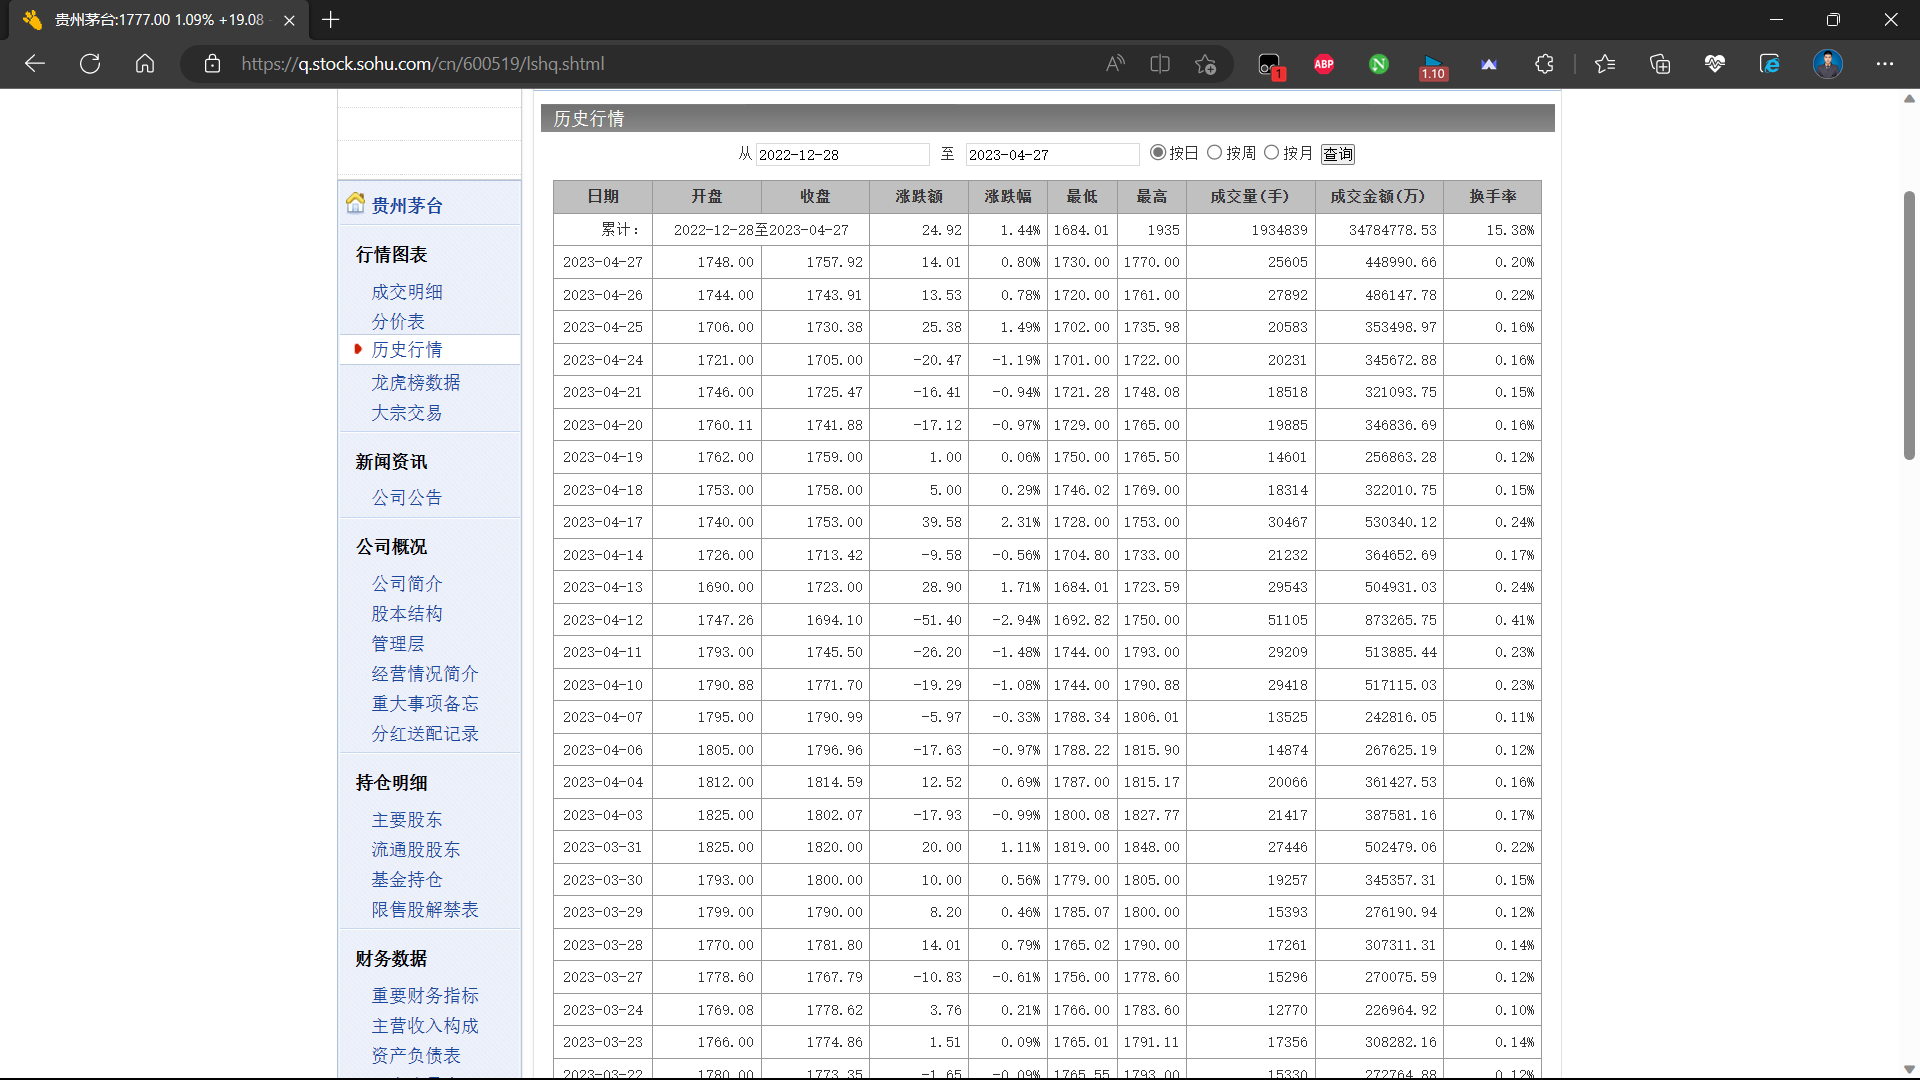 贵州茅台:1777.00 1.09% +19.08
https://q.stock.sohu.com/cn/600519/lshq.shtml
ABP
N
1
1.10
贵州茅台
行情图表
成交明细
分价表
历史行情
龙虎榜数据
大宗交易
新闻资讯
公司公告
公司概况
公司简介
股本结构
管理层
经营情况简介
重大事项备忘
分红送配记录
持仓明细
主要股东
流通股股东
基金持仓
限售股解禁表
财务数据
重要财务指标
主营收入构成
资产负债表
历史行情
从 2022-12-28 至 2023-04-27 按日 按周 按月 查询
日期 开盘 收盘 涨跌额 涨跌幅 最低 最高 成交量(手) 成交金额(万) 换手率
累计: 2022-12-28至2023-04-27 24.92 1.44% 1684.01 1935 1934839 34784778.53 15.38%
2023-04-27 1748.00 1757.92 14.01 0.80% 1730.00 1770.00 25605 448990.66 0.20%
2023-04-26 1744.00 1743.91 13.53 0.78% 1720.00 1761.00 27892 486147.78 0.22%
2023-04-25 1706.00 1730.38 25.38 1.49% 1702.00 1735.98 20583 353498.97 0.16%
2023-04-24 1721.00 1705.00 -20.47 -1.19% 1701.00 1722.00 20231 345672.88 0.16%
2023-04-21 1746.00 1725.47 -16.41 -0.94% 1721.28 1748.08 18518 321093.75 0.15%
2023-04-20 1760.11 1741.88 -17.12 -0.97% 1729.00 1765.00 19885 346836.69 0.16%
2023-04-19 1762.00 1759.00 1.00 0.06% 1750.00 1765.50 14601 256863.28 0.12%
2023-04-18 1753.00 1758.00 5.00 0.29% 1746.02 1769.00 18314 322010.75 0.15%
2023-04-17 1740.00 1753.00 39.58 2.31% 1728.00 1753.00 30467 530340.12 0.24%
2023-04-14 1726.00 1713.42 -9.58 -0.56% 1704.80 1733.00 21232 364652.69 0.17%
2023-04-13 1690.00 1723.00 28.90 1.71% 1684.01 1723.59 29543 504931.03 0.24%
2023-04-12 1747.26 1694.10 -51.40 -2.94% 1692.82 1750.00 51105 873265.75 0.41%
2023-04-11 1793.00 1745.50 -26.20 -1.48% 1744.00 1793.00 29209 513885.44 0.23%
2023-04-10 1790.88 1771.70 -19.29 -1.08% 1744.00 1790.88 29418 517115.03 0.23%
2023-04-07 1795.00 1790.99 -5.97 -0.33% 1788.34 1806.01 13525 242816.05 0.11%
2023-04-06 1805.00 1796.96 -17.63 -0.97% 1788.22 1815.90 14874 267625.19 0.12%
2023-04-04 1812.00 1814.59 12.52 0.69% 1787.00 1815.17 20066 361427.53 0.16%
2023-04-03 1825.00 1802.07 -17.93 -0.99% 1800.08 1827.77 21417 387581.16 0.17%
2023-03-31 1825.00 1820.00 20.00 1.11% 1819.00 1848.00 27446 502479.06 0.22%
2023-03-30 1793.00 1800.00 10.00 0.56% 1779.00 1805.00 19257 345357.31 0.15%
2023-03-29 1799.00 1790.00 8.20 0.46% 1785.07 1800.00 15393 276190.94 0.12%
2023-03-28 1770.00 1781.80 14.01 0.79% 1765.02 1790.00 17261 307311.31 0.14%
2023-03-27 1778.60 1767.79 -10.83 -0.61% 1756.00 1778.60 15296 270075.59 0.12%
2023-03-24 1769.08 1778.62 3.76 0.21% 1766.00 1783.60 12770 226964.92 0.10%
2023-03-23 1766.00 1774.86 1.51 0.09% 1765.01 1791.11 17356 308282.16 0.14%
2023-03-22 1780.00 1773.35 -1.65 -0.09% 1765.55 1793.00 15330 272764.88 0.12%